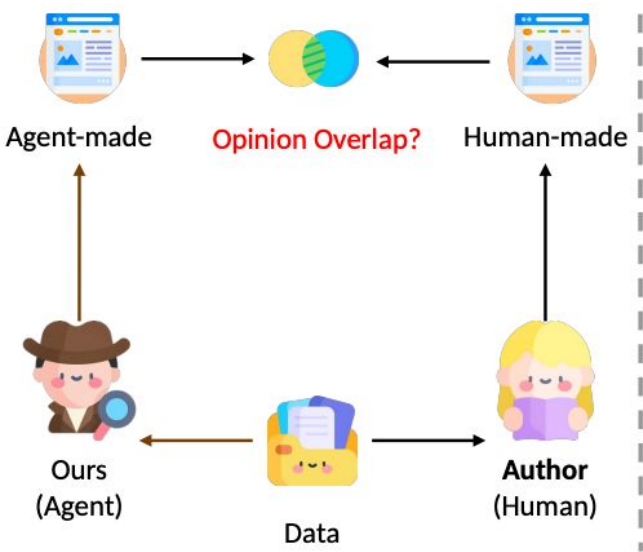 Agent-made
Opinion Overlap?
Human-made
Ours
(Agent)
Data
Author
(Human)